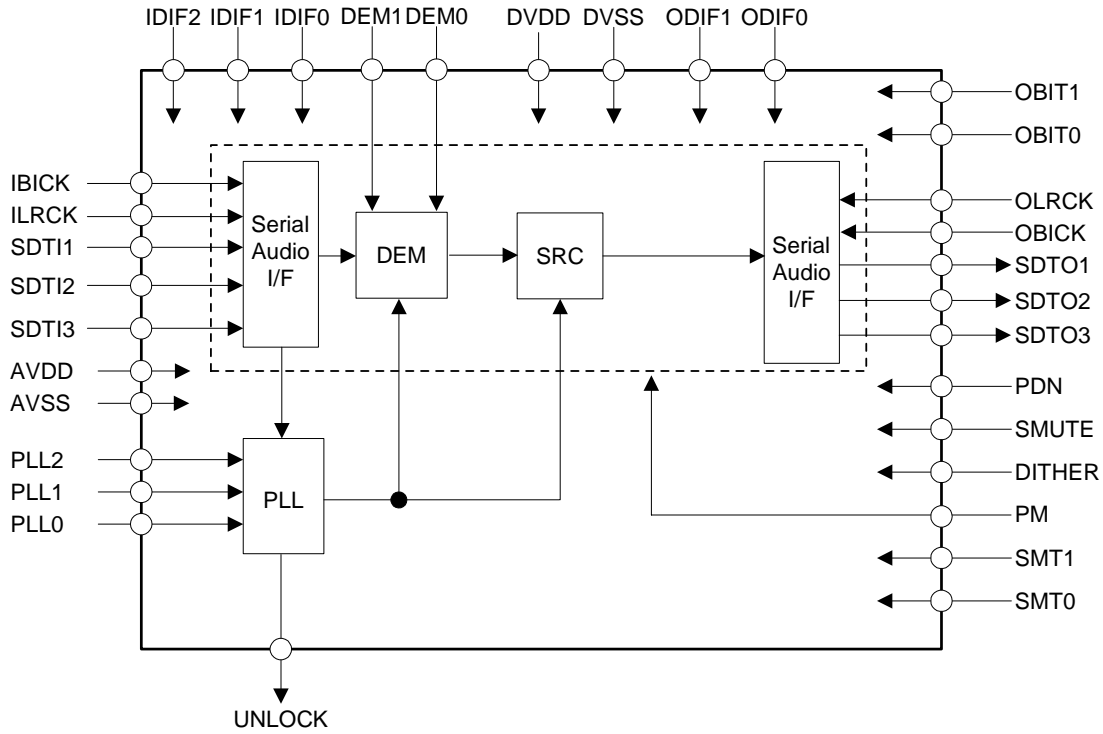 IDIF2 IDIF1 IDIF0 DEM1 DEM0 DVDD DVSS ODIF1 ODIF0
OBIT1
OBIT0
IBICK
ILRCK
SDTI1
SDTI2
SDTI3
AVDD
AVSS
PLL2
PLL1
PLL0
Serial
Audio
I/F
DEM
SRC
Serial
Audio
I/F
PLL
OLRCK
OBICK
SDTO1
SDTO2
SDTO3
PDN
SMUTE
DITHER
PM
SMT1
SMT0
UNLOCK